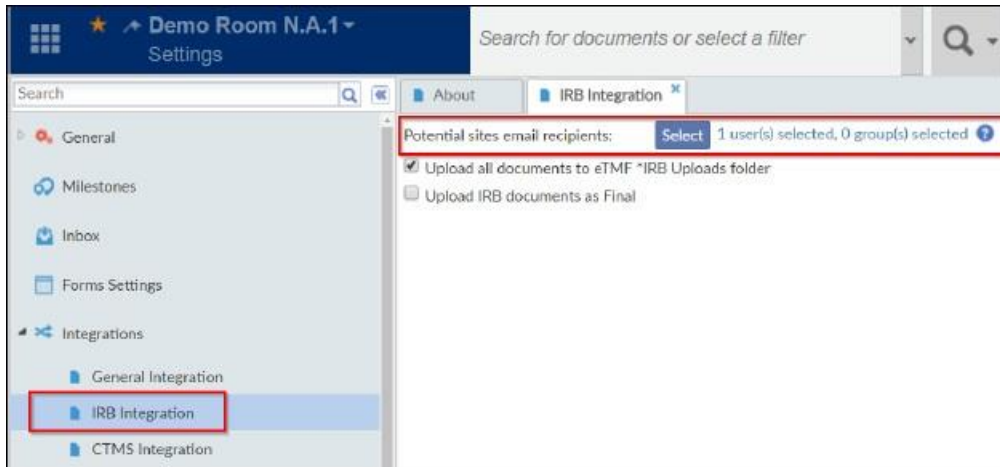 Demo Room N.A.1
Settings
Search for documents or select a filter
Search
About
IRB Integration
General
Potential sites email recipients: Select 1 user(s) selected, 0 group(s) selected
Upload all documents to eTMF *IRB Uploads folder
Upload IRB documents as Final
Milestones
Inbox
Forms Settings
Integrations
General Integration
IRB Integration
CTMS Integration